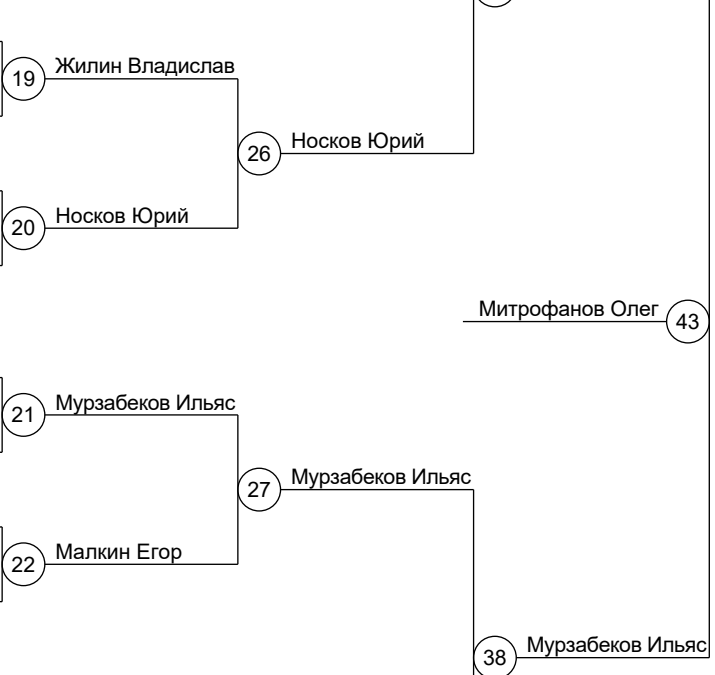 19 Жилин Владислав
26 Носков Юрий
20 Носков Юрий
Митрофанов Олег 43
21 Мурзабеков Ильяс
27 Мурзабеков Ильяс
22 Малкин Егор
38 Мурзабеков Ильяс